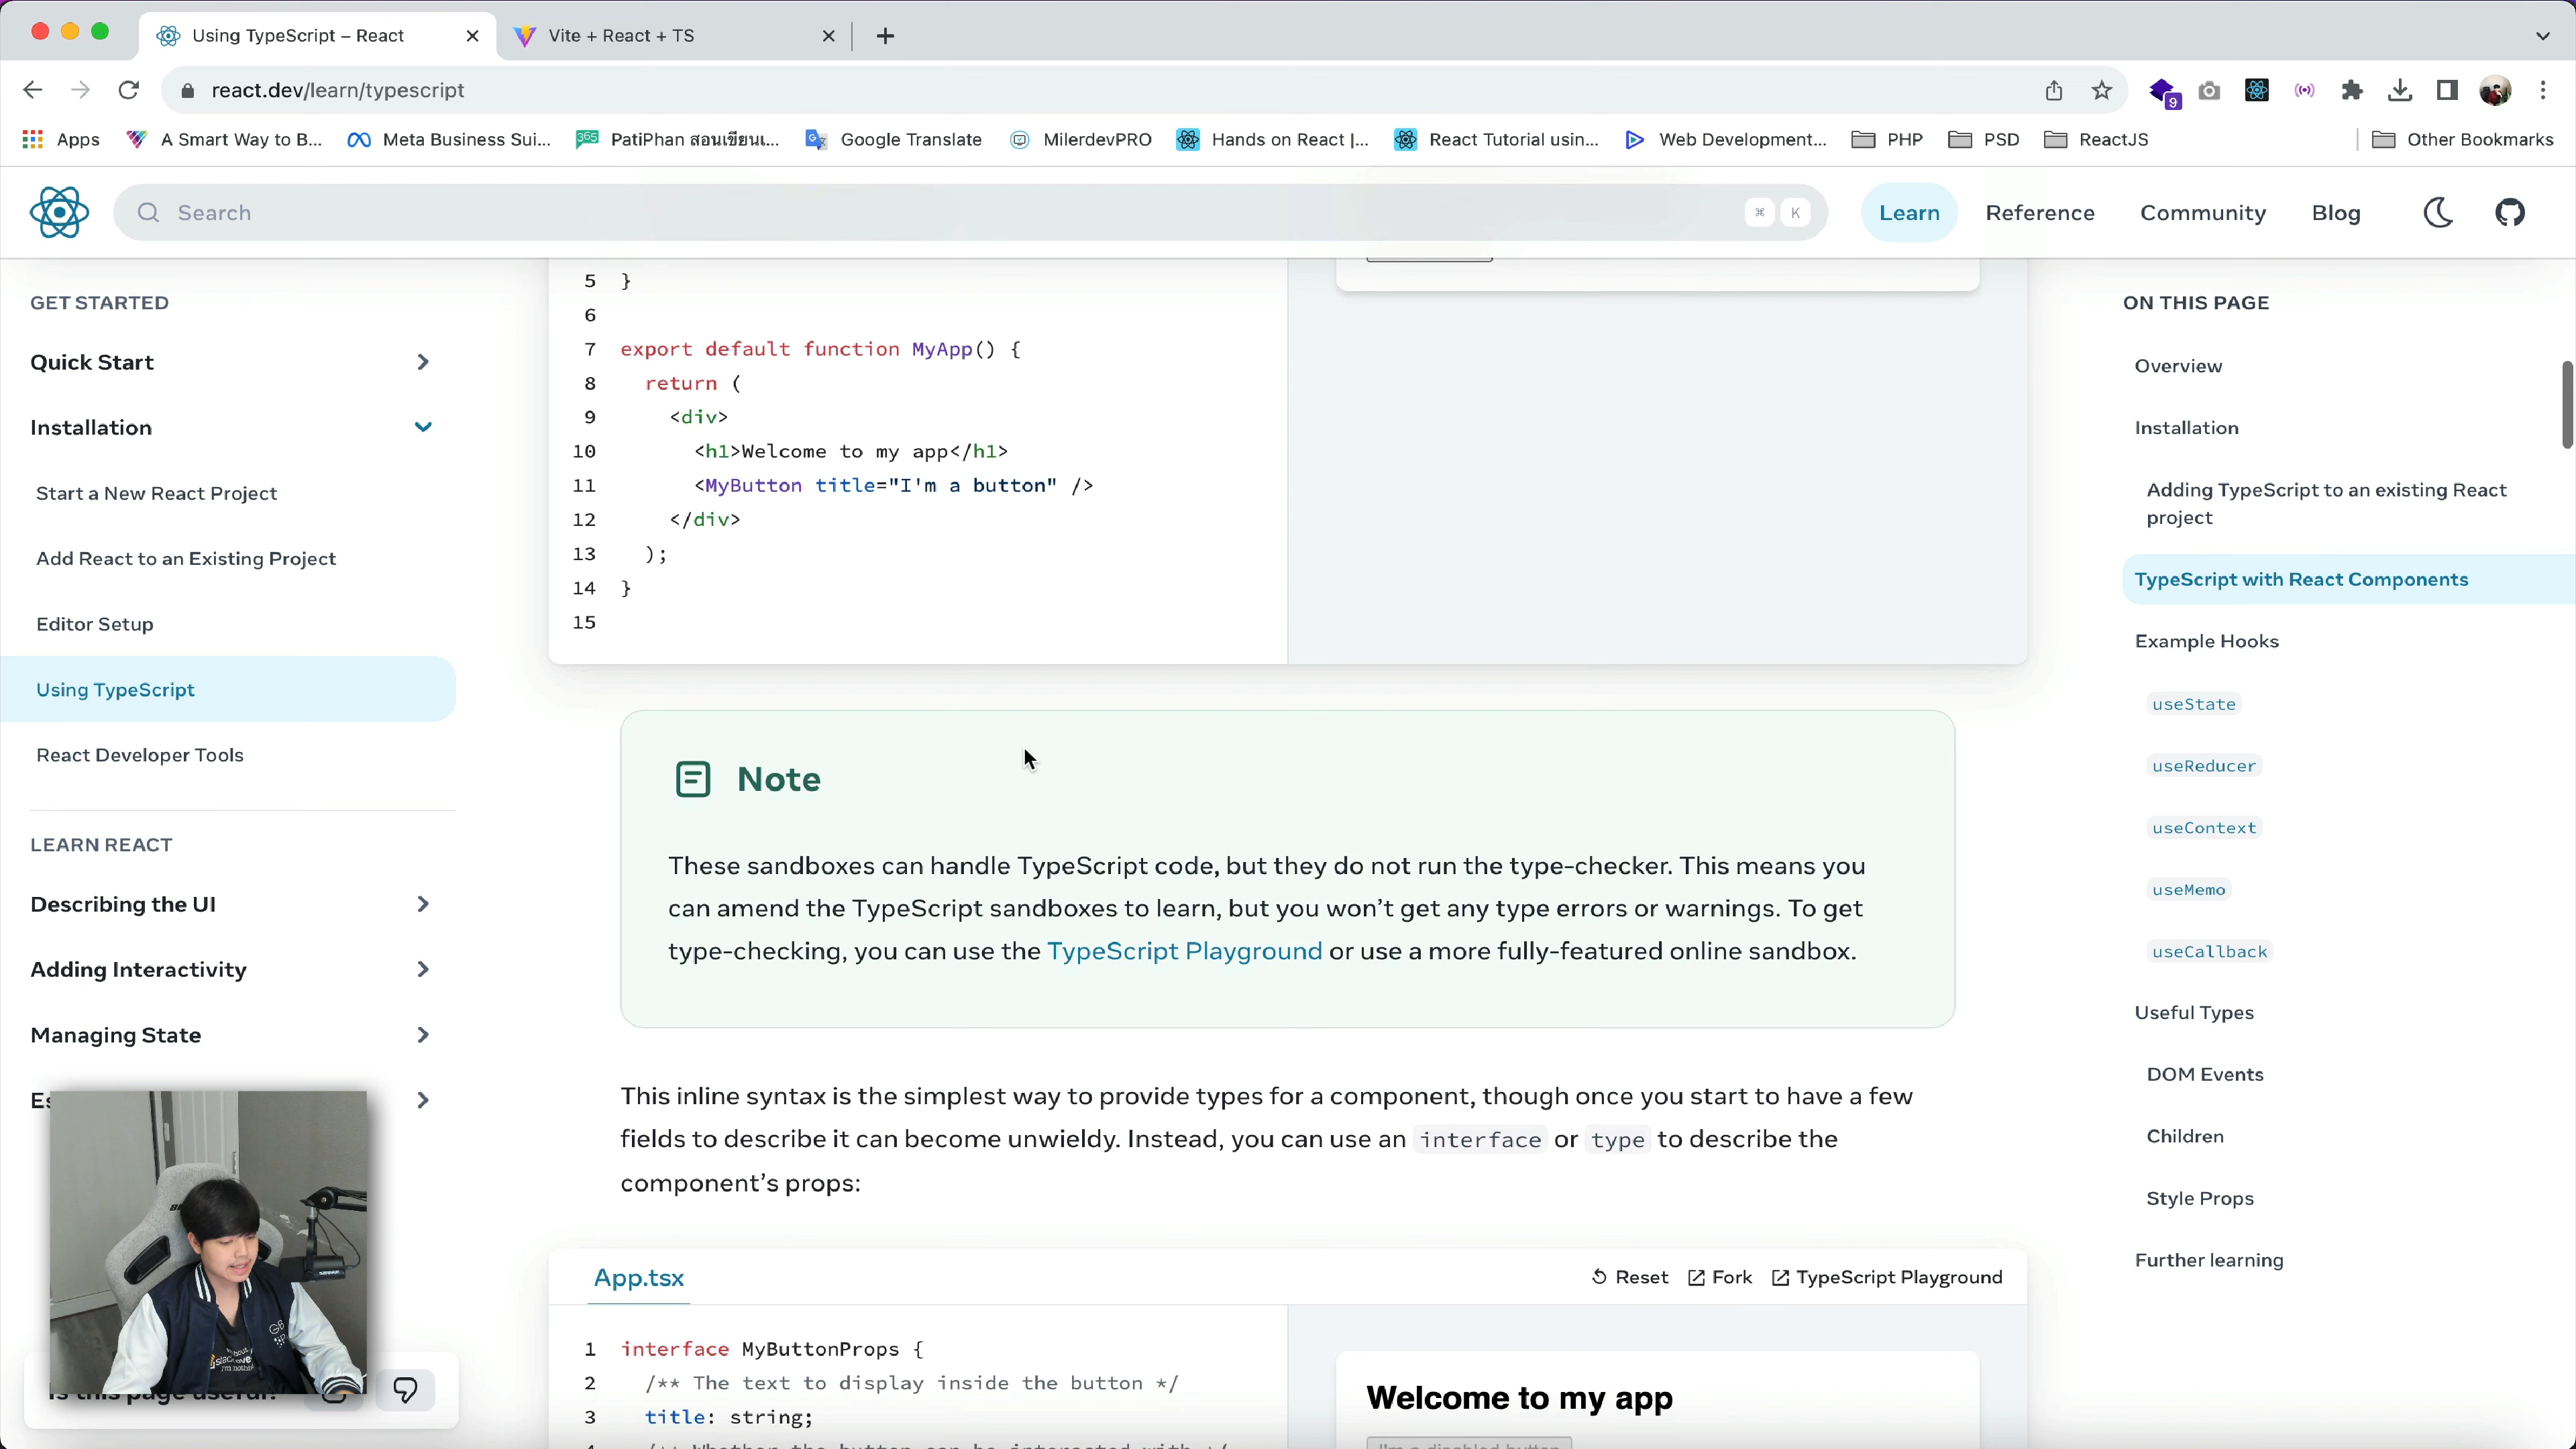 Using TypeScript – React
Vite + React + TS
react.dev/learn/typescript
9
Apps
A Smart Way to B...
Meta Business Sui...
365
PatiPhan สอนเขียนเ...
Google Translate
MilerdevPRO
Hands on React |...
React Tutorial usin...
Web Development...
PHP
PSD
ReactJS
Other Bookmarks
Search
⌘ K
Learn
Reference
Community
Blog
GET STARTED
Quick Start
Installation
Start a New React Project
Add React to an Existing Project
Editor Setup
Using TypeScript
React Developer Tools
LEARN REACT
Describing the UI
Adding Interactivity
Managing State
5 }
6
7 export default function MyApp() {
8 return (
9 <div>
10 <h1>Welcome to my app</h1>
11 <MyButton title="I'm a button" />
12 </div>
13 );
14 }
15
Note
These sandboxes can handle TypeScript code, but they do not run the type-checker. This means you
can amend the TypeScript sandboxes to learn, but you won’t get any type errors or warnings. To get
type-checking, you can use the TypeScript Playground or use a more fully-featured online sandbox.
This inline syntax is the simplest way to provide types for a component, though once you start to have a few
fields to describe it can become unwieldy. Instead, you can use an interface or type to describe the
component’s props:
App.tsx
Reset
Fork
TypeScript Playground
1 interface MyButtonProps {
2 /** The text to display inside the button */
3 title: string;
Welcome to my app
ON THIS PAGE
Overview
Installation
Adding TypeScript to an existing React
project
TypeScript with React Components
Example Hooks
useState
useReducer
useContext
useMemo
useCallback
Useful Types
DOM Events
Children
Style Props
Further learning